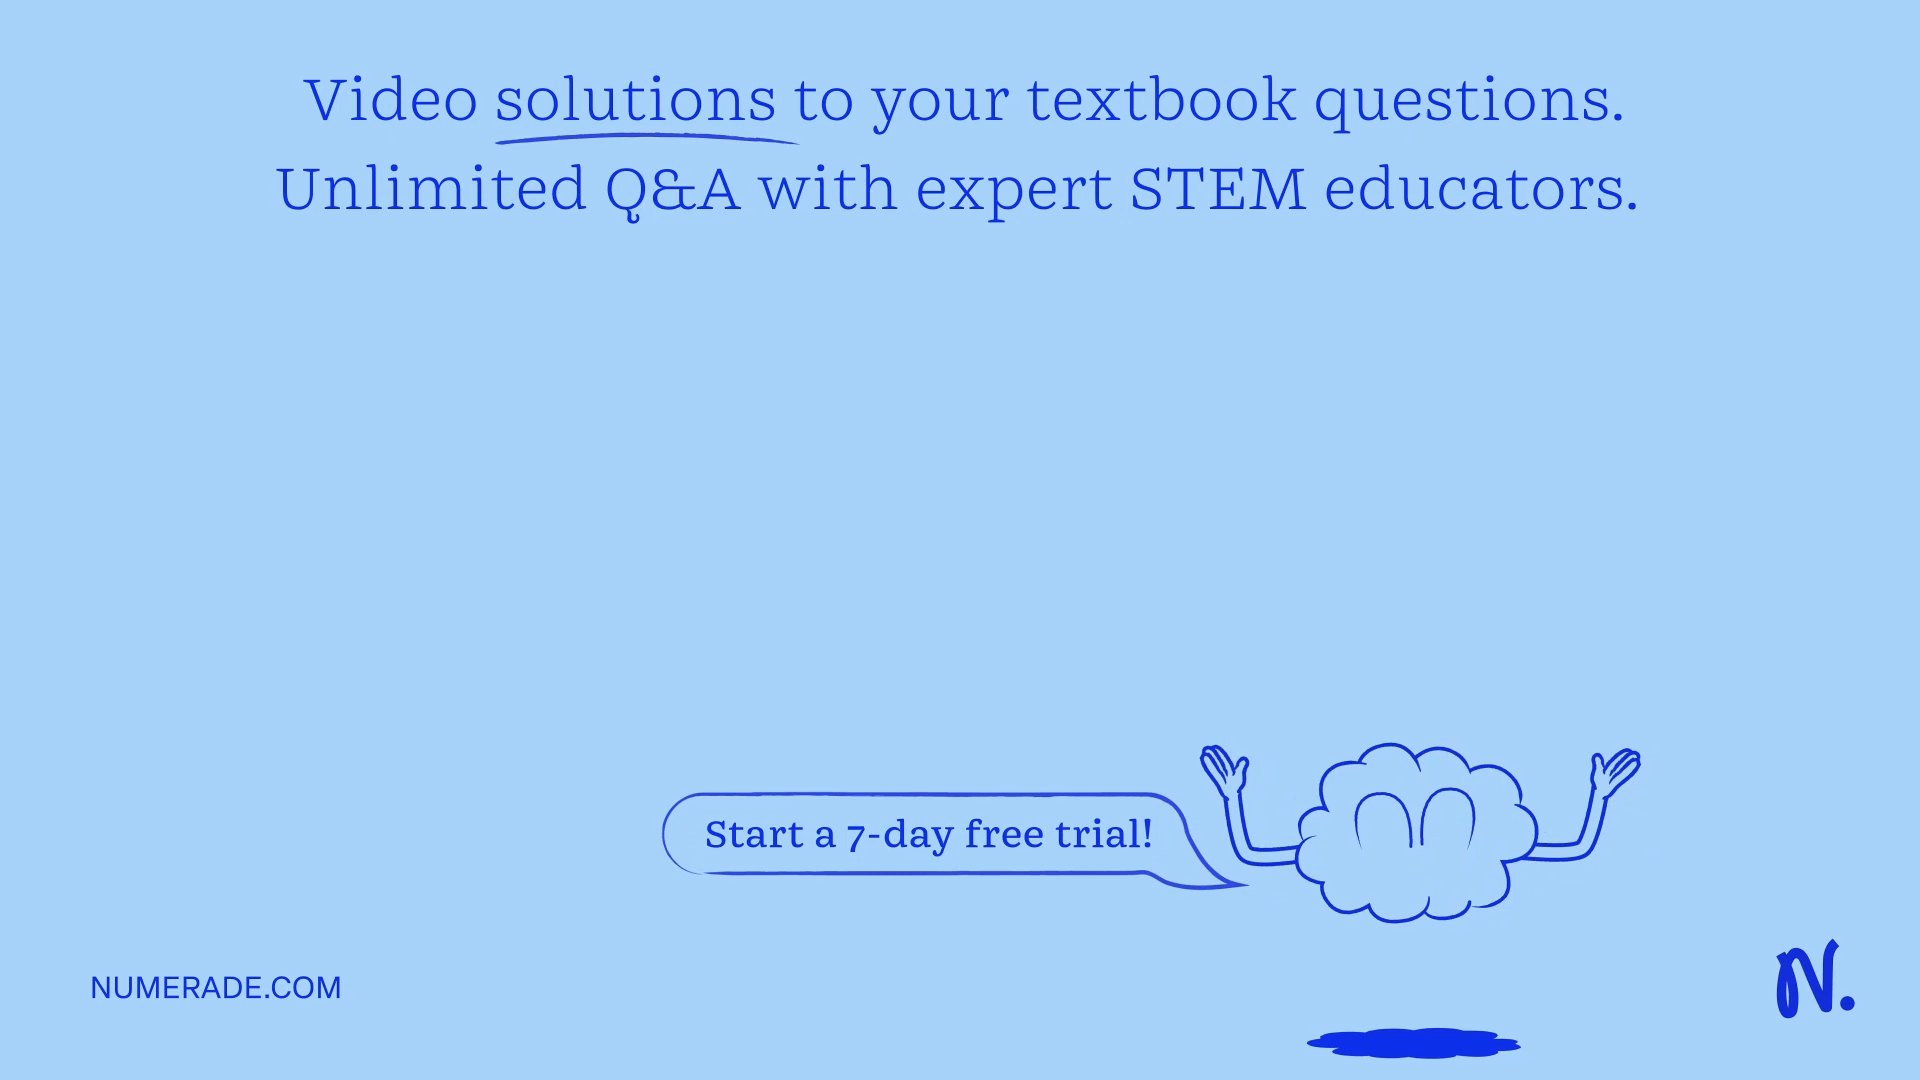 Video solutions to your textbook questions.
Unlimited Q&A with expert STEM educators.
Start a 7-day free trial!
NUMERADE.COM
N.